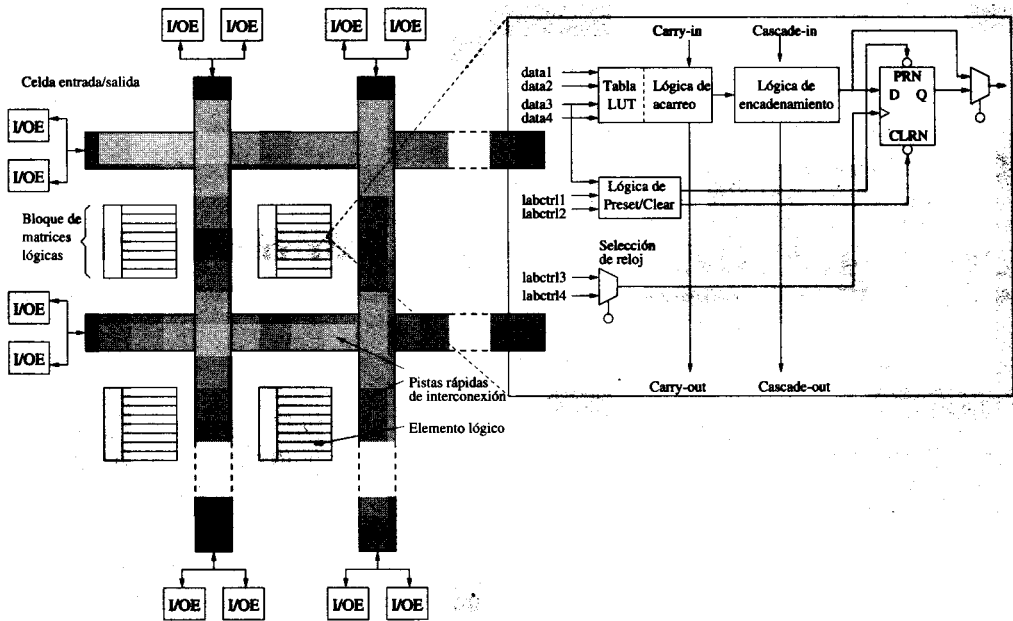 I/OE
I/OE
I/OE
I/OE
Celda entrada/salida
I/OE
I/OE
Bloque de
matrices
lógicas
I/OE
I/OE
Pistas rápidas
de interconexión
Elemento lógico
I/OE
I/OE
I/OE
I/OE
Carry-in
Cascade-in
data1
data2
data3
data4
Tabla
LUT
Lógica de
acarreo
Lógica de
encadenamiento
PRN
D Q
CLRN
labctrl1
labctrl2
Lógica de
Preset/Clear
Selección
de reloj
labctrl3
labctrl4
Carry-out
Cascade-out